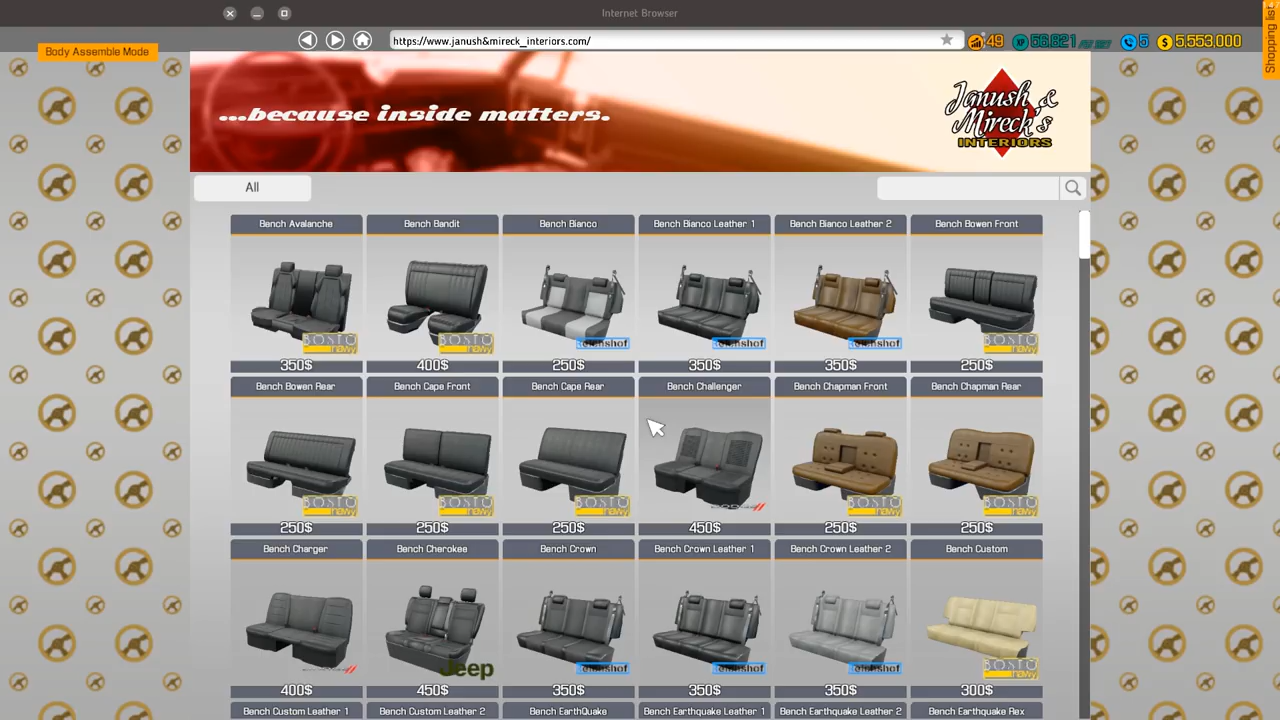 Internet Browser
Body Assemble Mode
https://www.janush&mireck_interiors.com/
49
5
5,553,000
Shopping list
...because inside matters.
Janush &
Mireck's
INTERIORS
All
Bench Avalanche
Bench Bandit
Bench Bianco
Bench Bianco Leather 1
Bench Bianco Leather 2
Bench Bowen Front
350$
400$
250$
350$
350$
250$
Bench Bowen Rear
Bench Cape Front
Bench Cape Rear
Bench Challenger
Bench Chapman Front
Bench Chapman Rear
250$
250$
250$
450$
250$
250$
Bench Charger
Bench Cherokee
Bench Crown
Bench Crown Leather 1
Bench Crown Leather 2
Bench Custom
Jeep
400$
450$
350$
350$
350$
300$
Bench Custom Leather 1
Bench Custom Leather 2
Bench EarthQuake
Bench Earthquake Leather 1
Bench Earthquake Leather 2
Bench Earthquake Rex